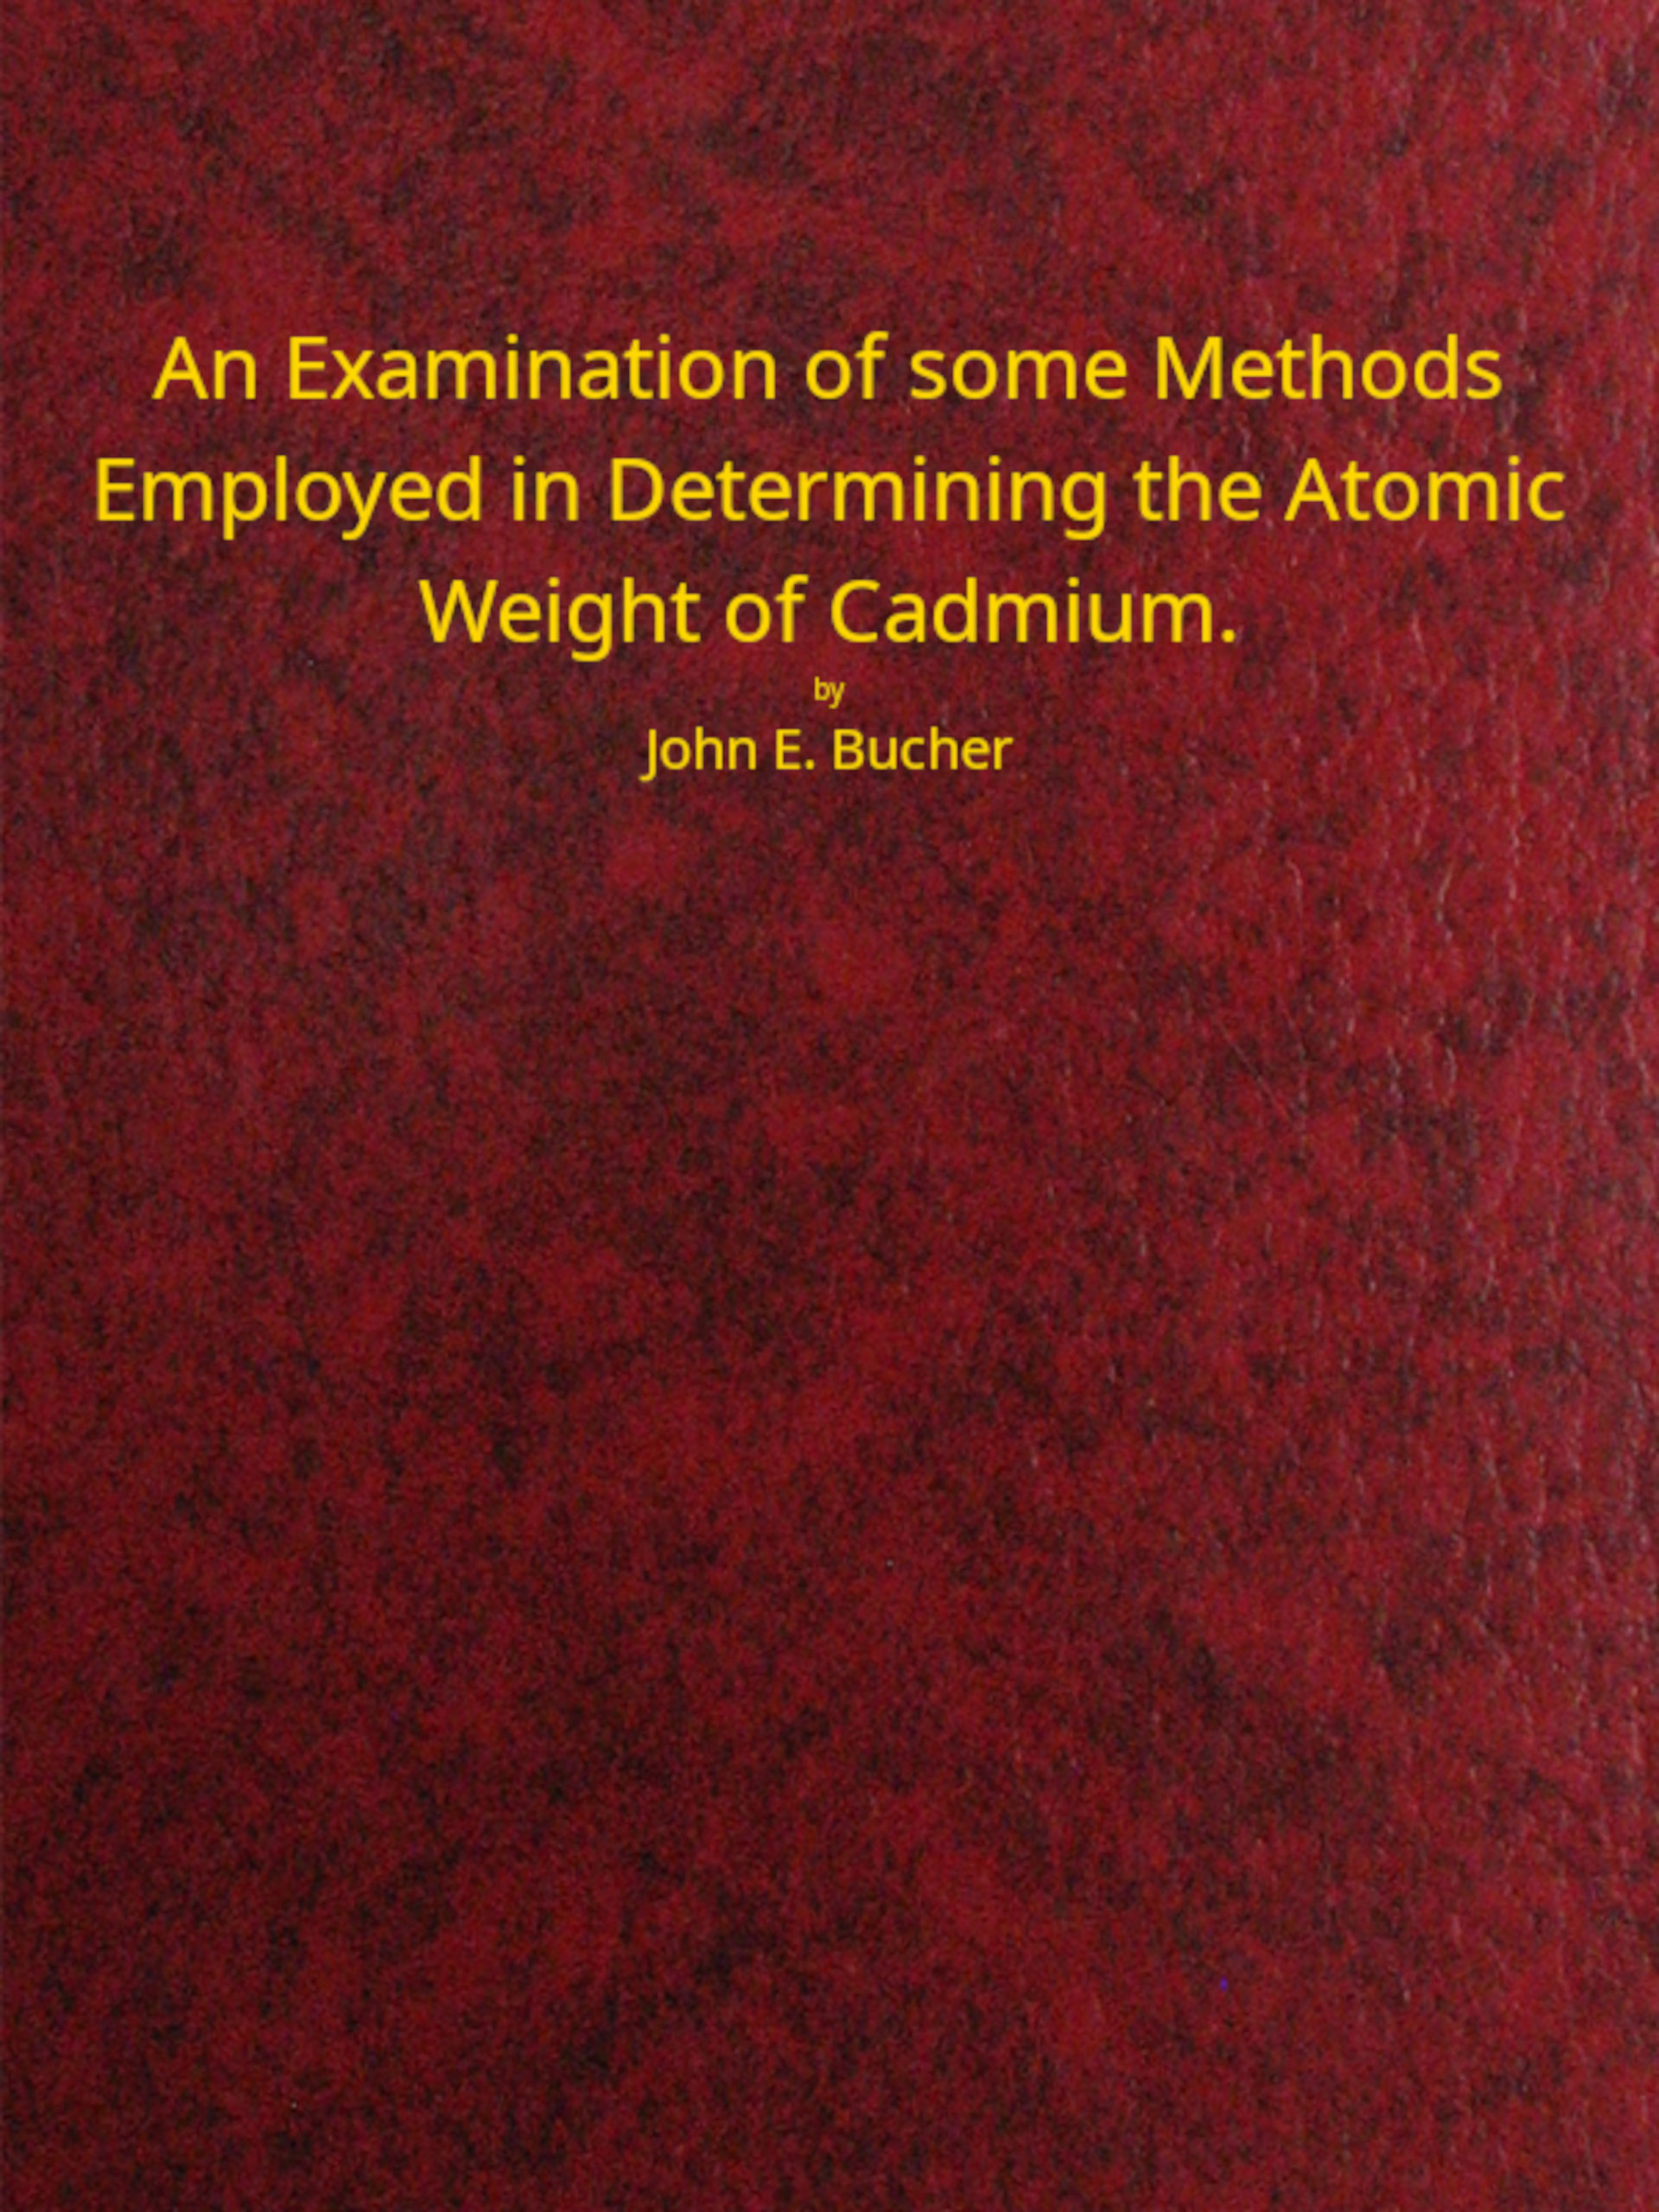 An Examination of some Methods
Employed in Determining the Atomic
Weight of Cadmium.
by
John E. Bucher